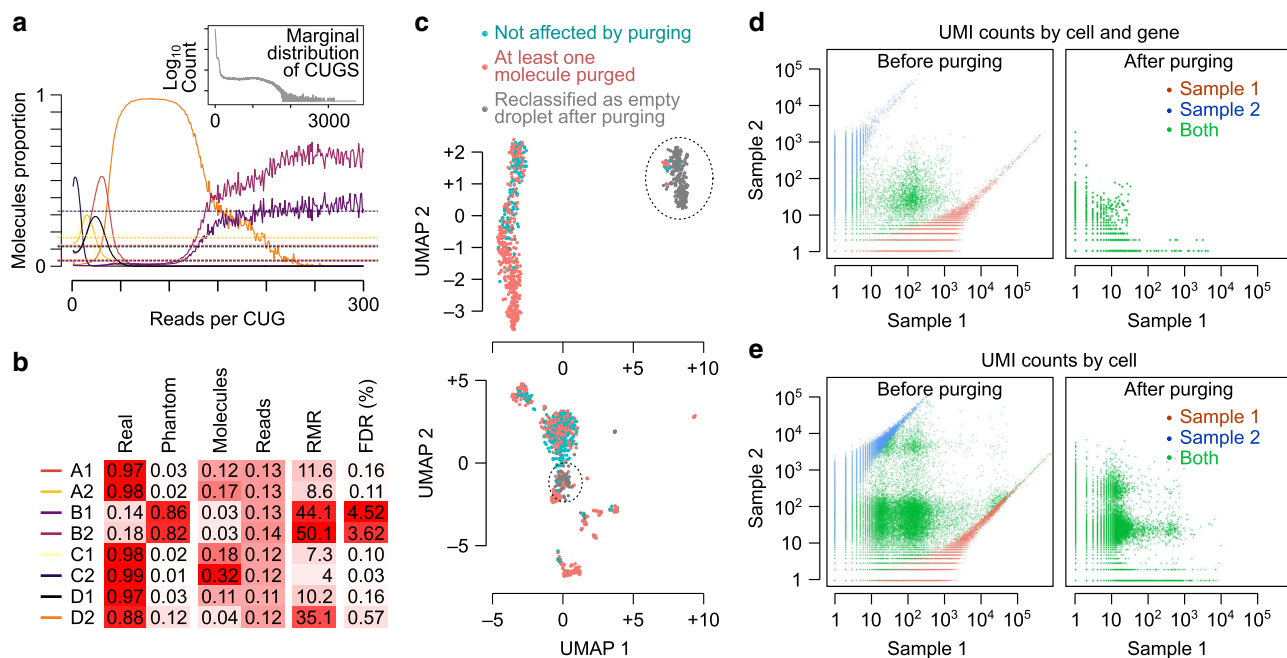 a
Marginal
distribution
of CUGS
Log10
Count
0
3000
Molecules proportion
1
0
0
300
Reads per CUG
b
Real
Phantom
Molecules
Reads
RMR
FDR (%)
A1 0.97 0.03 0.12 0.13 11.6 0.16
A2 0.98 0.02 0.17 0.13 8.6 0.11
B1 0.14 0.86 0.03 0.13 44.1 4.52
B2 0.18 0.82 0.03 0.14 50.1 3.62
C1 0.98 0.02 0.18 0.12 7.3 0.10
C2 0.99 0.01 0.32 0.12 4 0.03
D1 0.97 0.03 0.11 0.11 10.2 0.16
D2 0.88 0.12 0.04 0.12 35.1 0.57
c
Not affected by purging
At least one
molecule purged
Reclassified as empty
droplet after purging
UMAP 2
+2
+1
0
–1
–2
–3
0 +5 +10
UMAP 2
+5
0
–5
–5 0 +5 +10
UMAP 1
d
UMI counts by cell and gene
Before purging
After purging
Sample 1
Sample 2
Both
Sample 2
10^5
10^4
10^3
10^2
10
1
1 10 10^2 10^3 10^4 10^5
Sample 1
1 10 10^2 10^3 10^4 10^5
Sample 1
e
UMI counts by cell
Before purging
After purging
Sample 1
Sample 2
Both
Sample 2
10^5
10^4
10^3
10^2
10
1
1 10 10^2 10^3 10^4 10^5
Sample 1
1 10 10^2 10^3 10^4 10^5
Sample 1